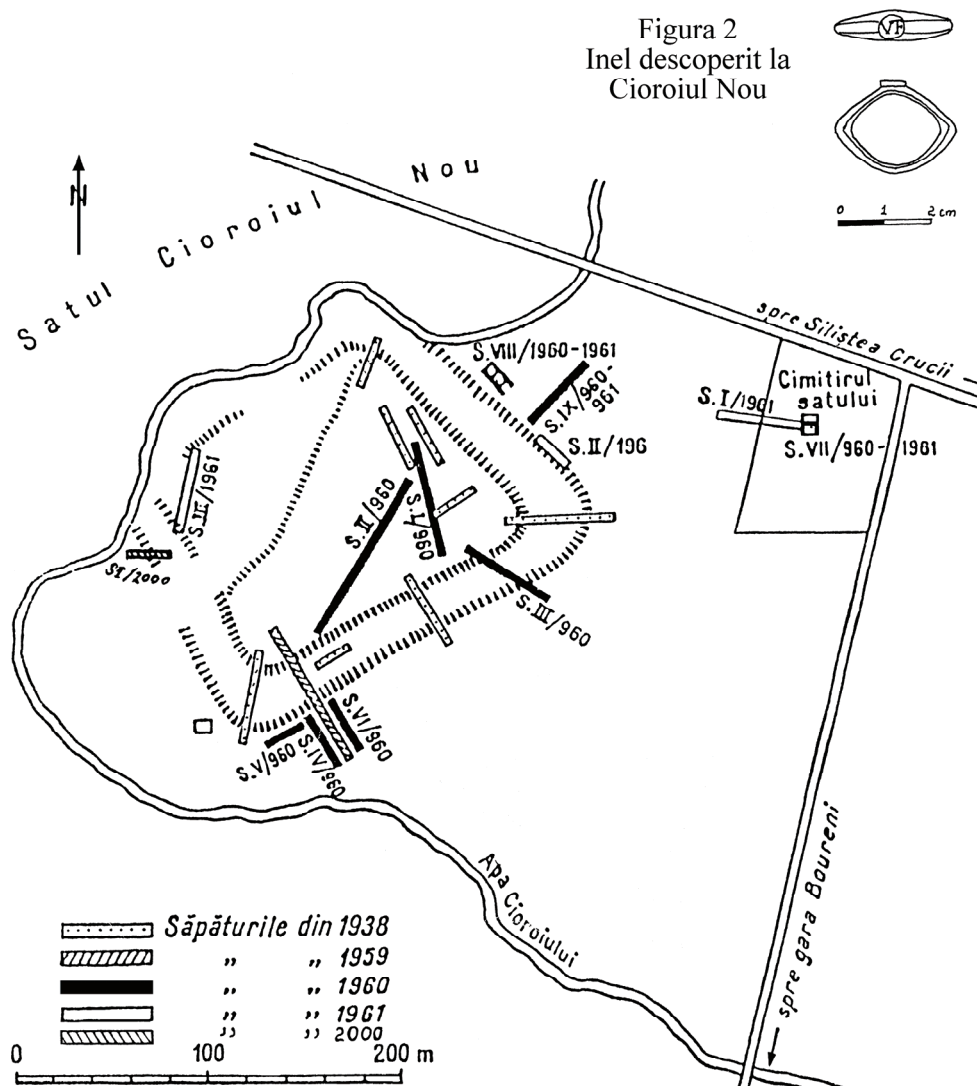 Figura 2
Inel descoperit la
Cioroiul Nou
VF
0 1 2 cm
N
Satul Cioroiul Nou
spre Siliștea Crucii
S.VIII/1960-1961
S.IX/960-
961
Cimitirul
satului
S.I/1961
S.II/196
S.VII/960-1961
S.III/1961
S.II/960
S.I/960
SI/2000
S.III/960
S.VI/960
S.V/960
S.IV/960
Apa
Cioroiului
spre gara Boureni
Săpăturile din 1938
„ „ 1959
„ „ 1960
„ „ 1961
„ „ 2000
0 100 200 m